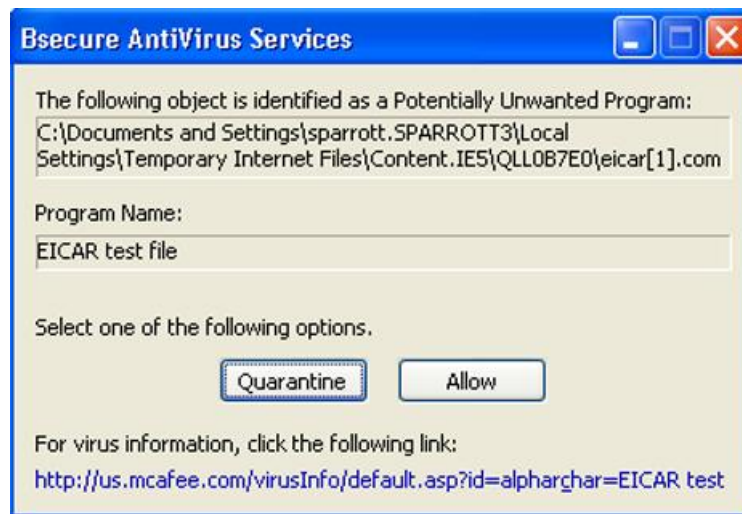 Bsecure AntiVirus Services
The following object is identified as a Potentially Unwanted Program:
C:\Documents and Settings\sparrott.SPARROTT3\Local
Settings\Temporary Internet Files\Content.IE5\QLL0B7E0\eicar[1].com
Program Name:
EICAR test file
Select one of the following options.
Quarantine Allow
For virus information, click the following link:
http://us.mcafee.com/virusInfo/default.asp?id=alpharchar=EICAR test